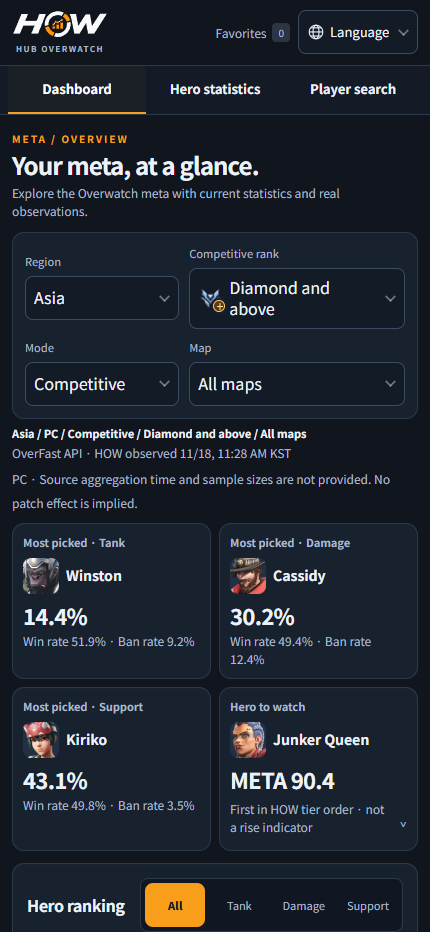 HOW
HUB OVERWATCH
Favorites 0
Language
Dashboard
Hero statistics
Player search
META / OVERVIEW
Your meta, at a glance.
Explore the Overwatch meta with current statistics and real
observations.
Region
Asia
Competitive rank
Diamond and
above
Mode
Competitive
Map
All maps
Asia / PC / Competitive / Diamond and above / All maps
OverFast API · HOW observed 11/18, 11:28 AM KST
PC · Source aggregation time and sample sizes are not provided. No
patch effect is implied.
Most picked · Tank
Winston
14.4%
Win rate 51.9% · Ban rate 9.2%
Most picked · Damage
Cassidy
30.2%
Win rate 49.4% · Ban rate
12.4%
Most picked · Support
Kiriko
43.1%
Win rate 49.8% · Ban rate 3.5%
Hero to watch
Junker Queen
META 90.4
First in HOW tier order · not
a rise indicator
Hero ranking
All
Tank
Damage
Support